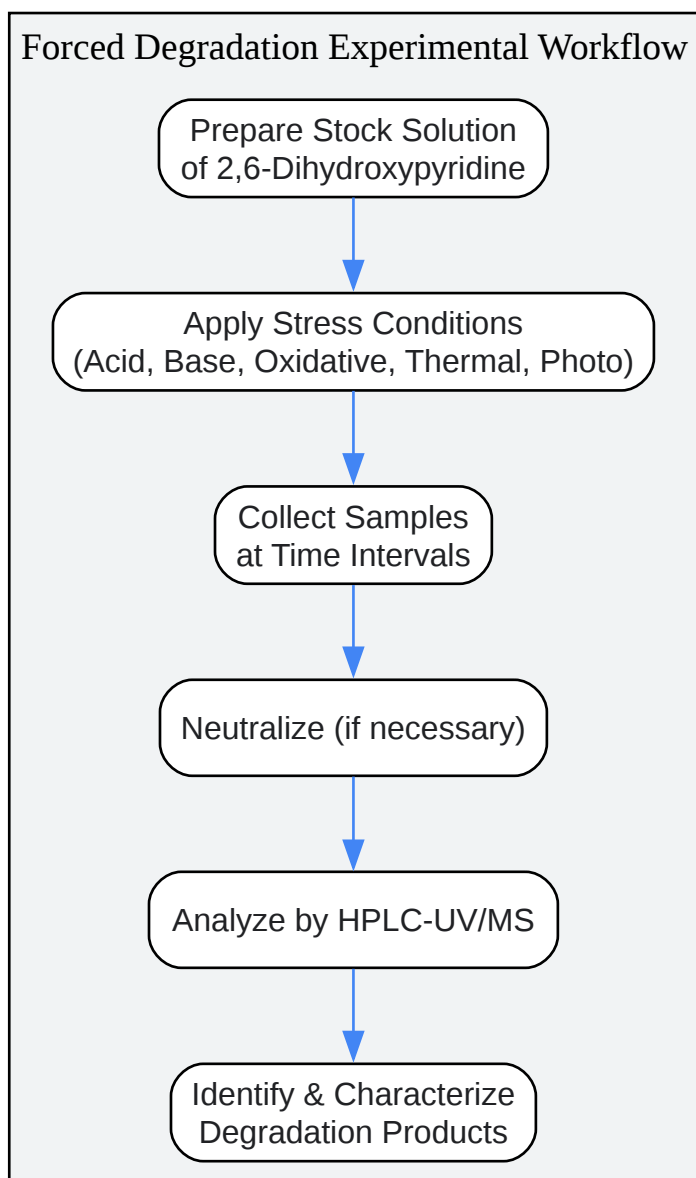 Forced Degradation Experimental Workflow
Prepare Stock Solution
of 2,6-Dihydroxypyridine
Apply Stress Conditions
(Acid, Base, Oxidative, Thermal, Photo)
Collect Samples
at Time Intervals
Neutralize (if necessary)
Analyze by HPLC-UV/MS
Identify & Characterize
Degradation Products